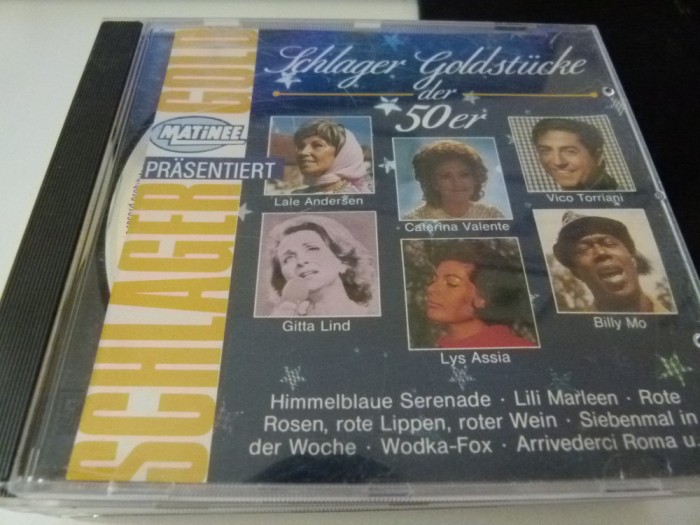 SCHLAGER GOLD
MATINEE
PRÄSENTIERT
Schlager Goldstücke
der
50er
Lale Andersen
Caterina Valente
Vico Torriani
Gitta Lind
Lys Assia
Billy Mo
Himmelblaue Serenade · Lili Marleen · Rote
Rosen, rote Lippen, roter Wein · Siebenmal in
der Woche · Wodka-Fox · Arrivederci Roma u.